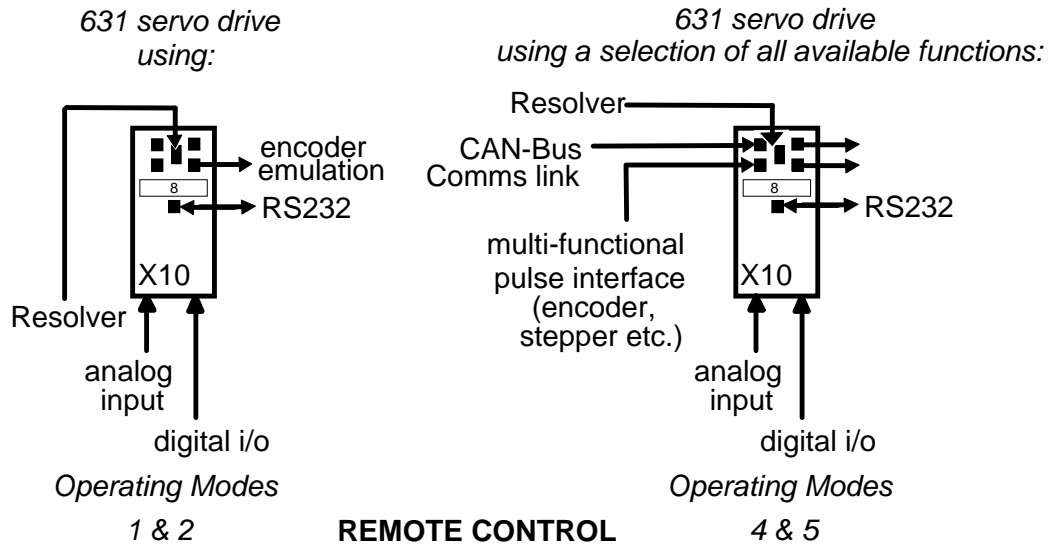 631 servo drive
using:
encoder
emulation
8
RS232
X10
Resolver
analog
input
digital i/o
Operating Modes
1 & 2
631 servo drive
using a selection of all available functions:
Resolver
CAN-Bus
Comms link
8
RS232
multi-functional
pulse interface
(encoder,
stepper etc.)
X10
analog
input
digital i/o
Operating Modes
4 & 5
REMOTE CONTROL